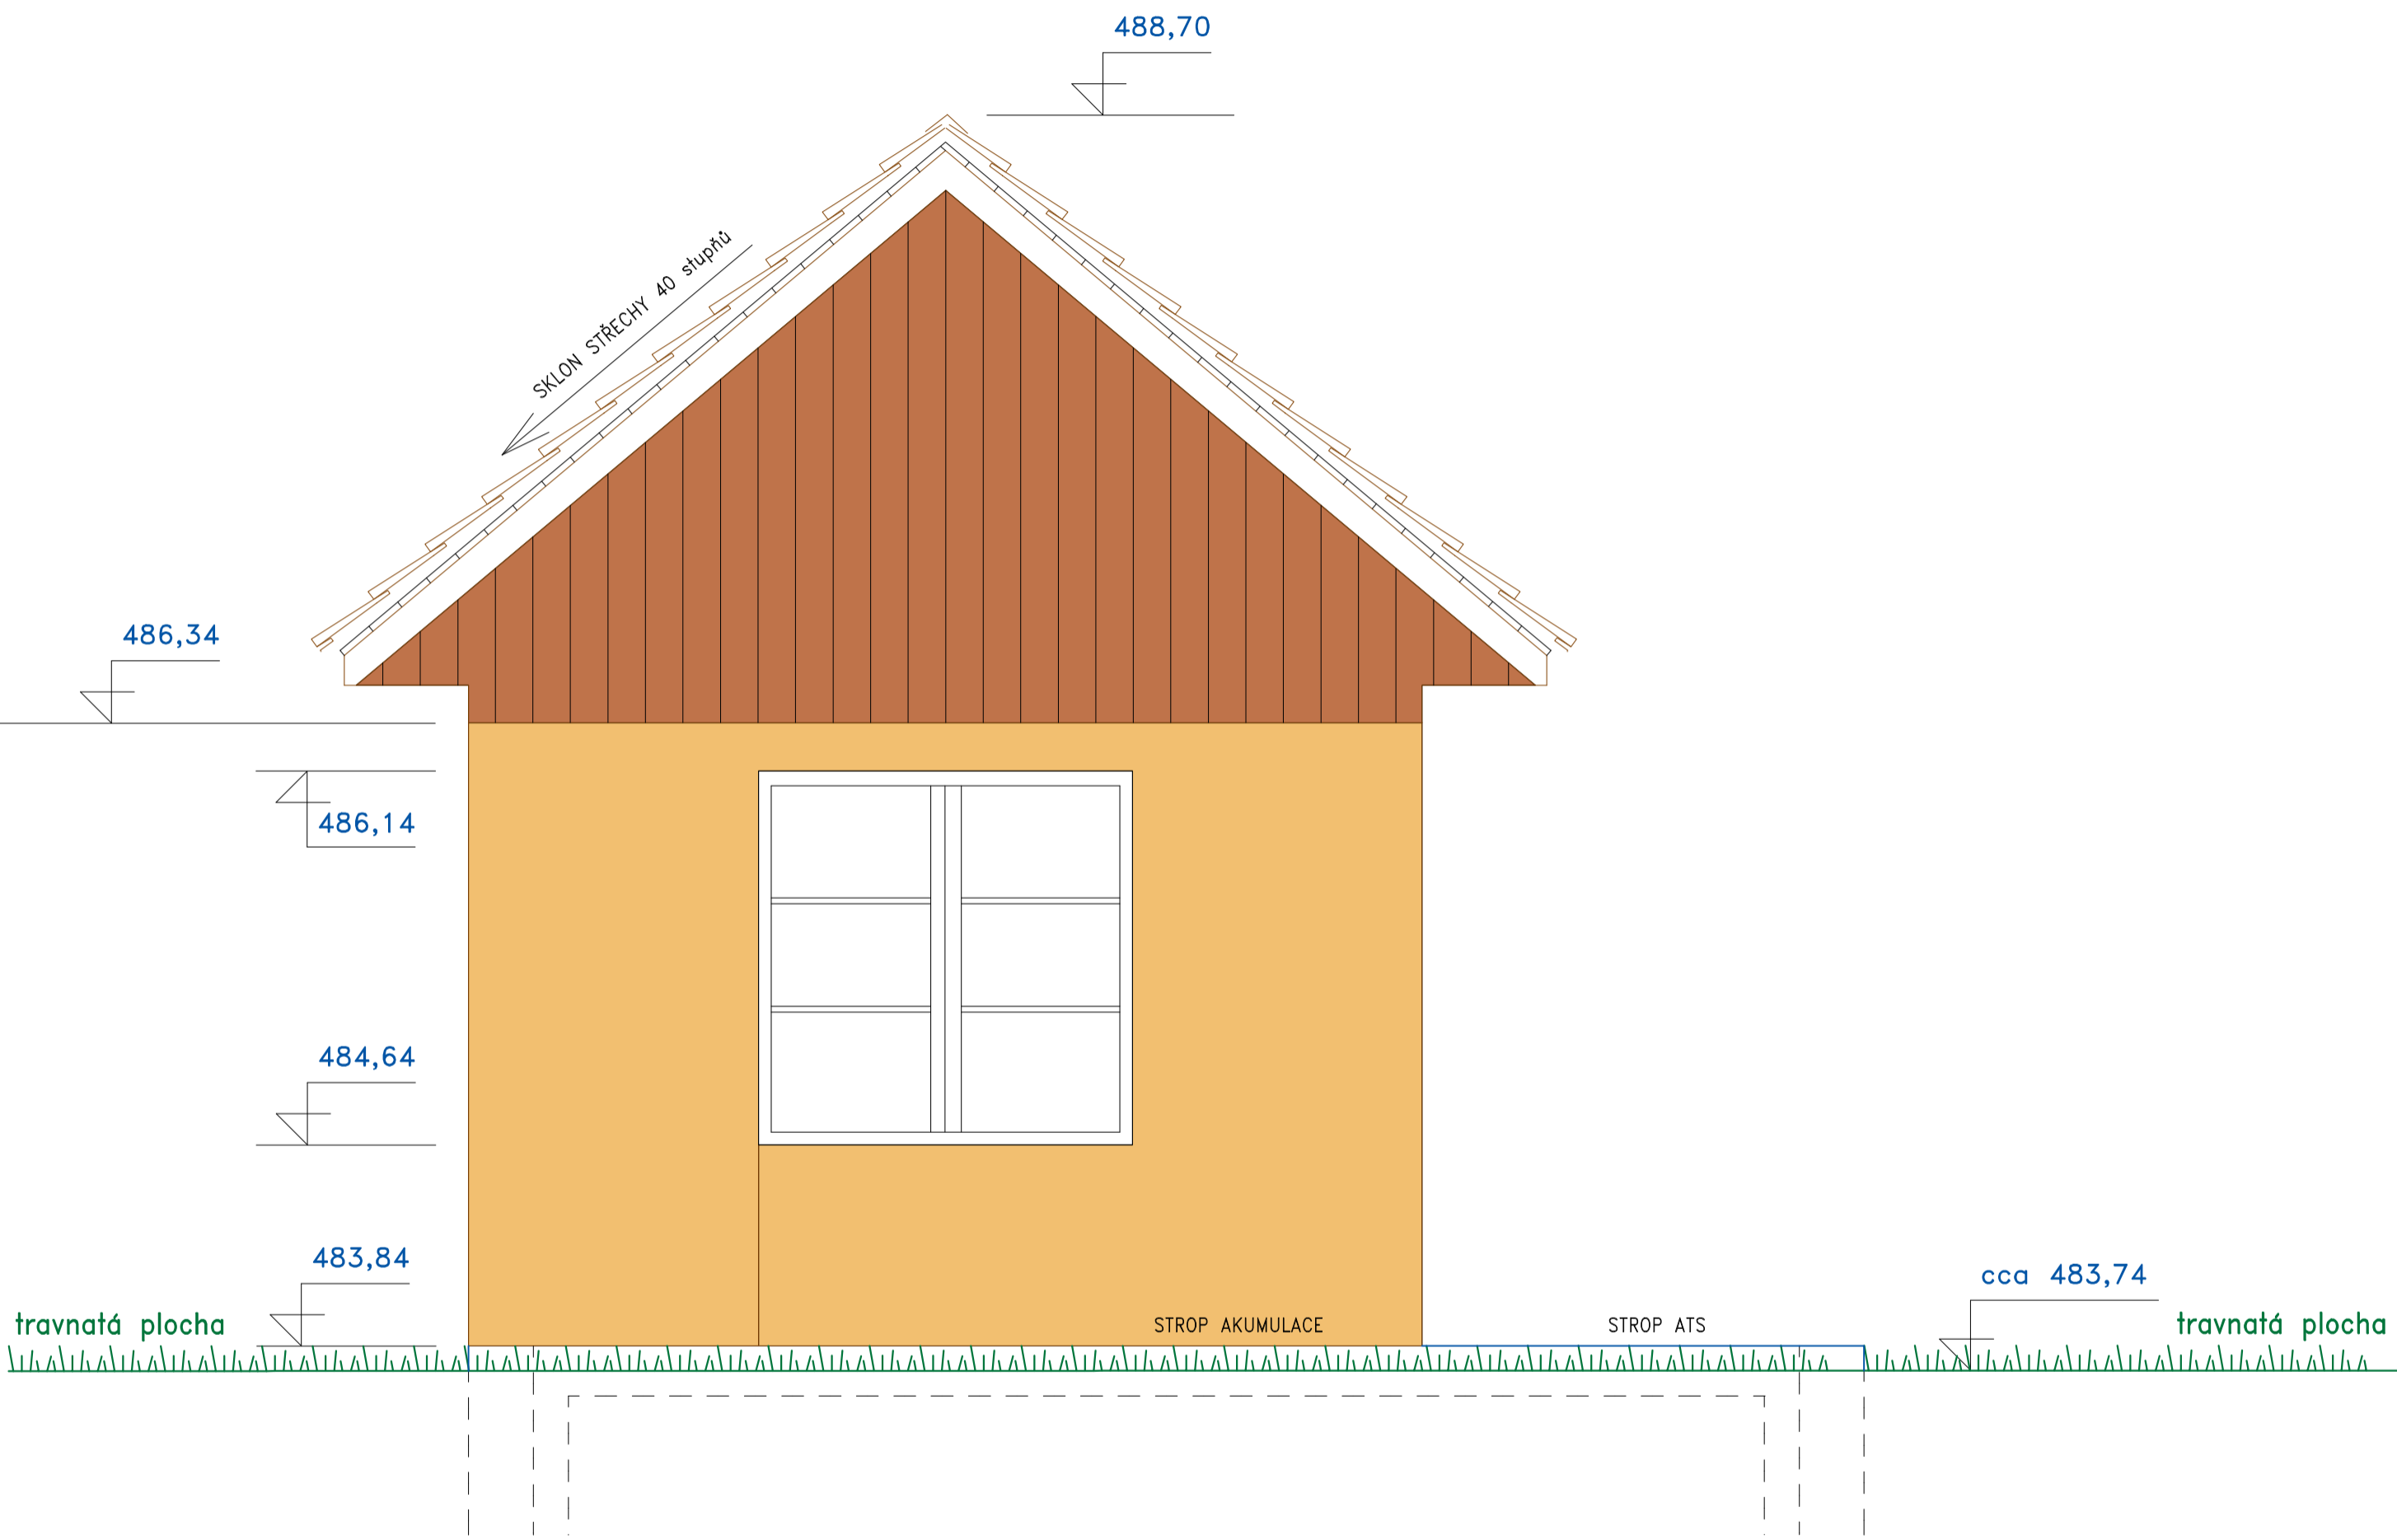 488,70
SKLON STŘECHY 40 stupňů
486,34
486,14
484,64
483,84
cca 483,74
travnatá plocha
STROP AKUMULACE
STROP ATS
travnatá plocha